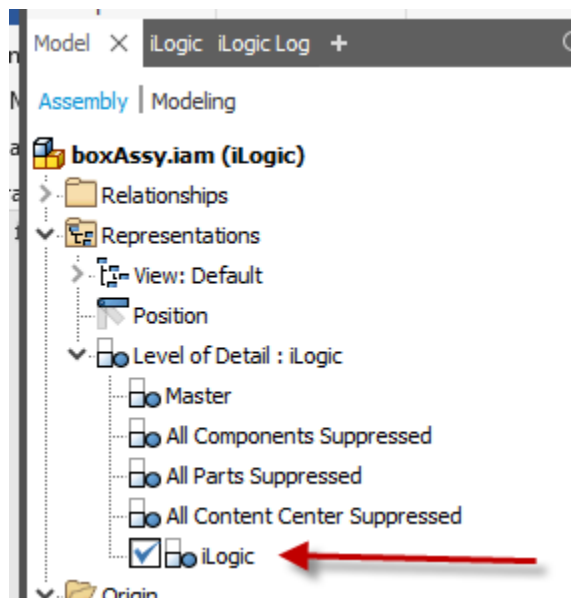 Model iLogic iLogic Log +
Assembly | Modeling
boxAssy.iam (iLogic)
Relationships
Representations
View: Default
Position
Level of Detail : iLogic
Master
All Components Suppressed
All Parts Suppressed
All Content Center Suppressed
iLogic
Origin